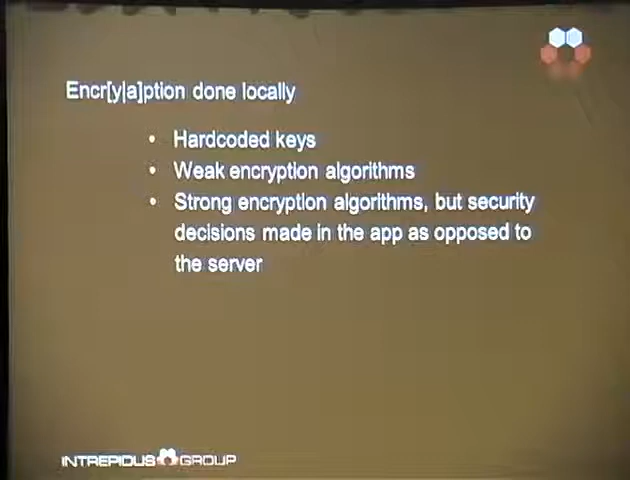 Encr[y|a]ption done locally
• Hardcoded keys
• Weak encryption algorithms
• Strong encryption algorithms, but security
decisions made in the app as opposed to
the server
INTREPIDUS GROUP